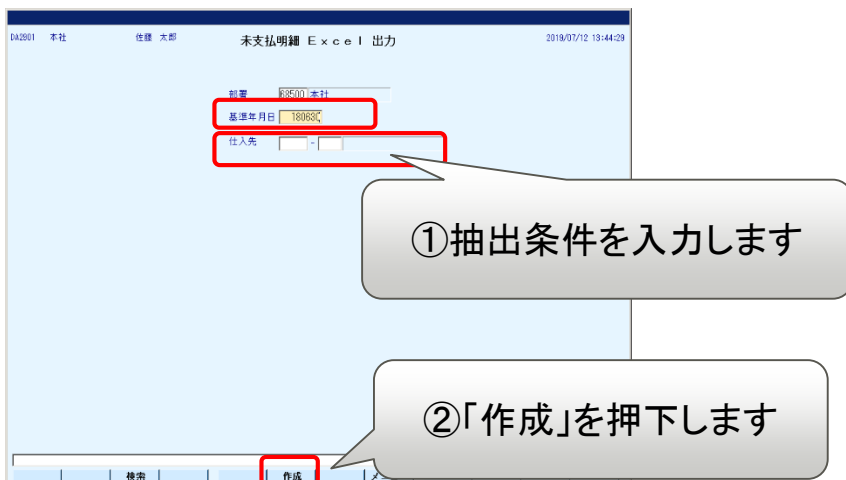 DA2901 本社 佐藤 太郎 未支払明細 Excel 出力 2019/07/12 13:44:29
部署 68500 本社
基準年月日 180630
仕入先 -
①抽出条件を入力します
②「作成」を押下します
検索 作成